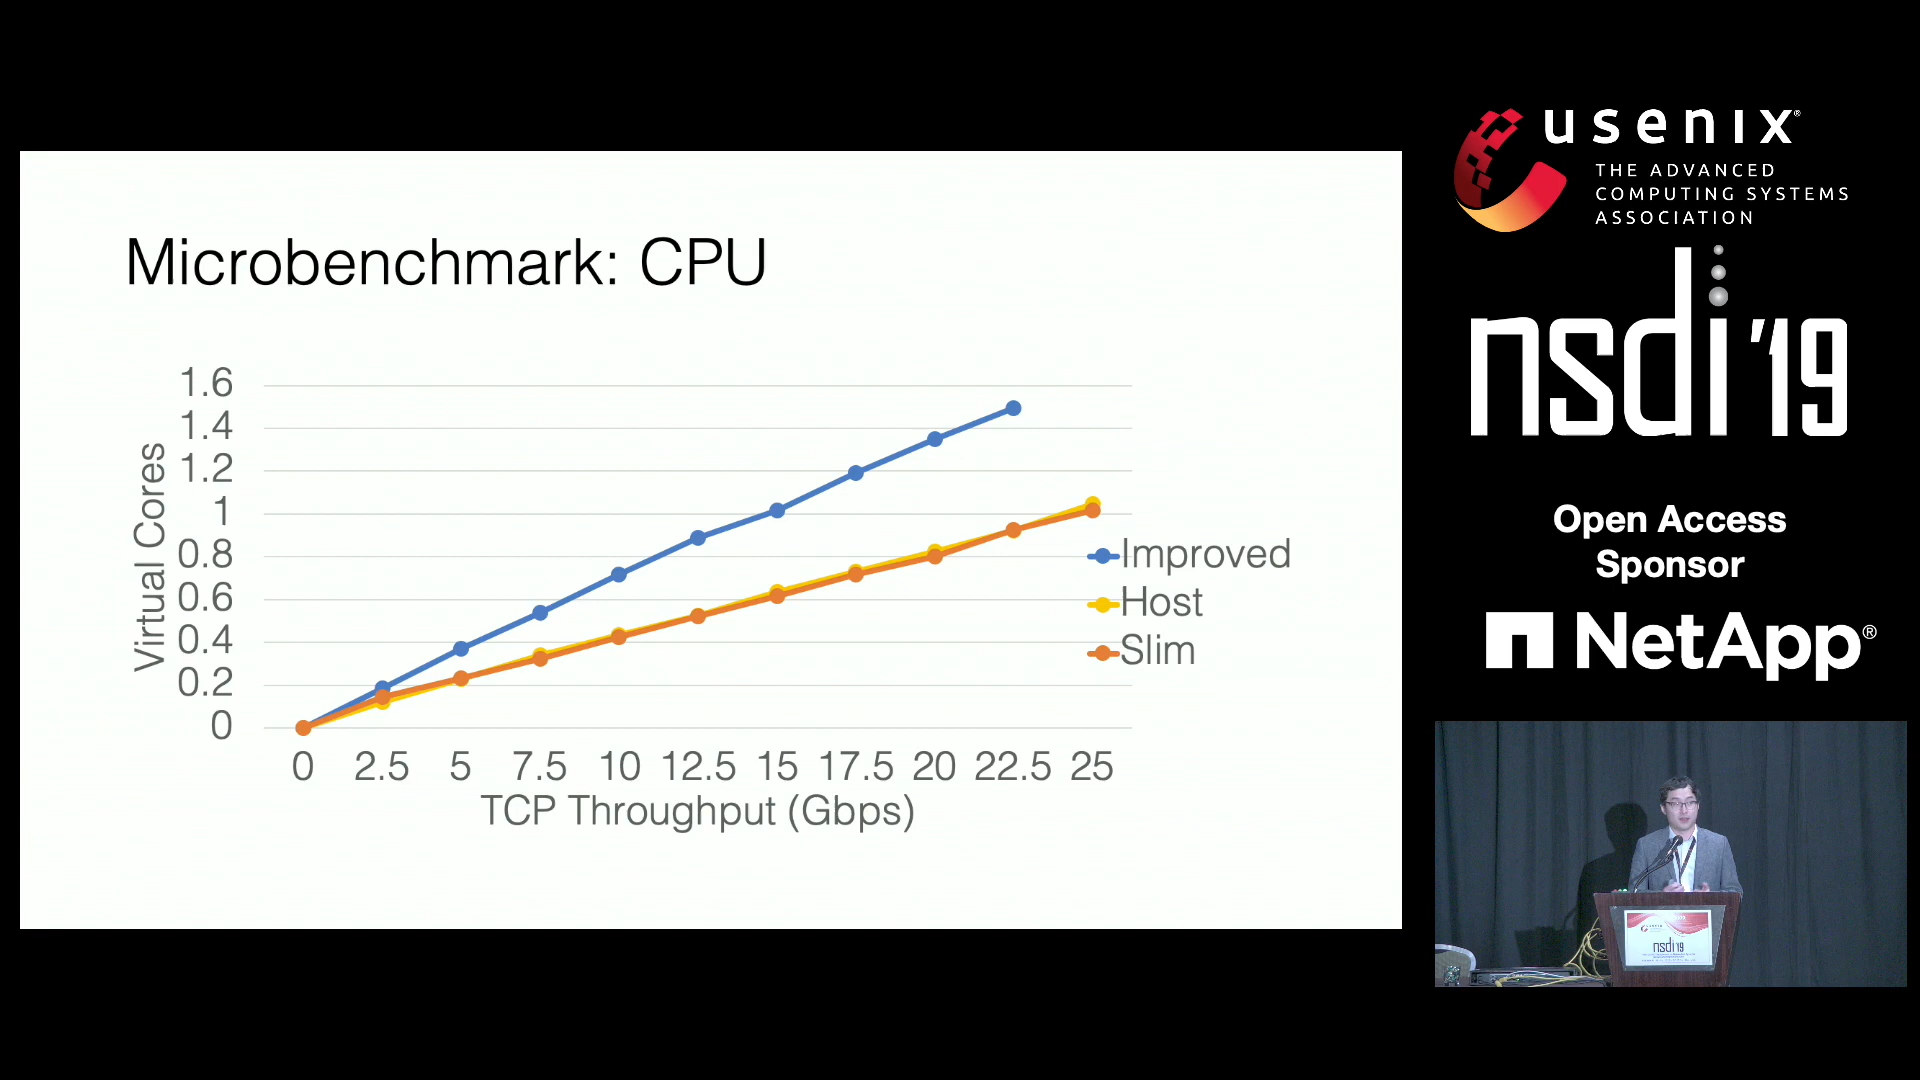 Microbenchmark: CPU
1.6
1.4
1.2
1
0.8
0.6
0.4
0.2
0
Virtual Cores
0 2.5 5 7.5 10 12.5 15 17.5 20 22.5 25
TCP Throughput (Gbps)
Improved
Host
Slim
usenix®
THE ADVANCED
COMPUTING SYSTEMS
ASSOCIATION
nsdi '19
Open Access
Sponsor
NetApp®
nsdi '19